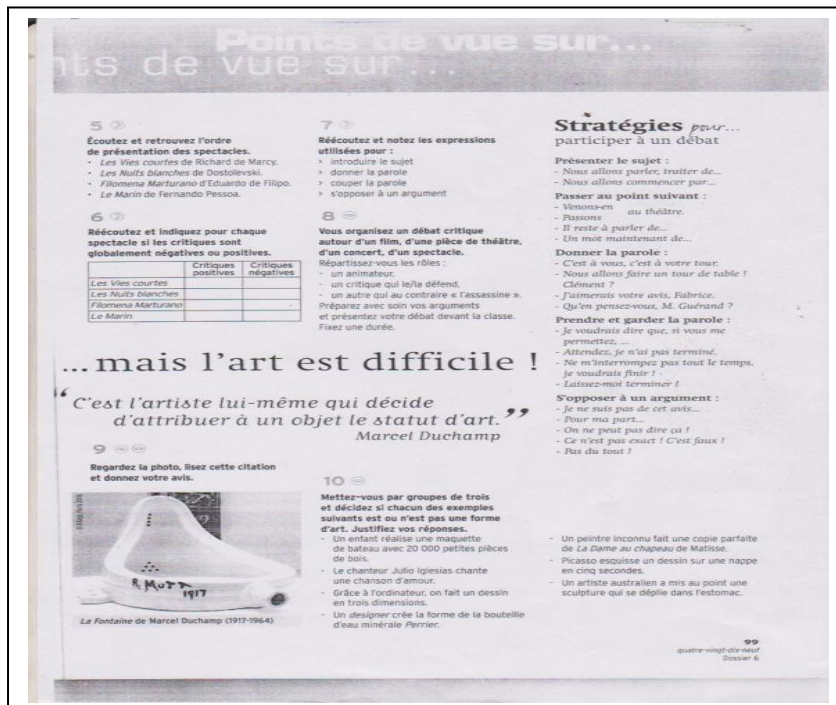 Points de vue sur...
nts de vue sur...
5
Écoutez et retrouvez l'ordre
de présentation des spectacles.
- Les Vies courtes de Richard de Marcy.
- Les Nuits blanches de Dostoïevski.
- Filomena Marturano d'Eduardo de Filipo.
- Le Marin de Fernando Pessoa.
6
Réécoutez et indiquez pour chaque
spectacle si les critiques sont
globalement négatives ou positives.
Critiques positives
Critiques négatives
Les Vies courtes
Les Nuits blanches
Filomena Marturano
Le Marin
7
Réécoutez et notez les expressions
utilisées pour :
> introduire le sujet
> donner la parole
> couper la parole
> s'opposer à un argument
8
Vous organisez un débat critique
autour d'un film, d'une pièce de théâtre,
d'un concert, d'un spectacle.
Répartissez-vous les rôles :
- un animateur,
- un critique qui le/la défend,
- un autre qui au contraire « l'assassine ».
Préparez avec soin vos arguments
et présentez votre débat devant la classe.
Fixez une durée.
Stratégies pour...
participer à un débat
Présenter le sujet :
- Nous allons parler, traiter de...
- Nous allons commencer par...
Passer au point suivant :
- Venons-en
- Passons
au théâtre.
- Il reste à parler de...
- Un mot maintenant de...
Donner la parole :
- C'est à vous, c'est à votre tour.
- Nous allons faire un tour de table !
Clément ?
- J'aimerais votre avis, Fabrice.
- Qu'en pensez-vous, M. Guérand ?
Prendre et garder la parole :
- Je voudrais dire que, si vous me
permettez, ...
- Attendez, je n'ai pas terminé.
- Ne m'interrompez pas tout le temps,
je voudrais finir !
- Laissez-moi terminer !
S'opposer à un argument :
- Je ne suis pas de cet avis...
- Pour ma part...
- On ne peut pas dire ça !
- Ce n'est pas exact ! C'est faux !
- Pas du tout !
...mais l'art est difficile !
“C'est l'artiste lui-même qui décide
d'attribuer à un objet le statut d'art.”
Marcel Duchamp
9
Regardez la photo, lisez cette citation
et donnez votre avis.
R. MUTT
1917
La Fontaine de Marcel Duchamp (1917-1964)
10
Mettez-vous par groupes de trois
et décidez si chacun des exemples
suivants est ou n'est pas une forme
d'art. Justifiez vos réponses.
- Un enfant réalise une maquette
de bateau avec 20 000 petites pièces
de bois.
- Le chanteur Julio Iglesias chante
une chanson d'amour.
- Grâce à l'ordinateur, on fait un dessin
en trois dimensions.
- Un designer crée la forme de la bouteille
d'eau minérale Perrier.
- Un peintre inconnu fait une copie parfaite
de La Dame au chapeau de Matisse.
- Picasso esquisse un dessin sur une nappe
en cinq secondes.
- Un artiste australien a mis au point une
sculpture qui se déplie dans l'estomac.
99
quatre-vingt-dix-neuf
Dossier 6